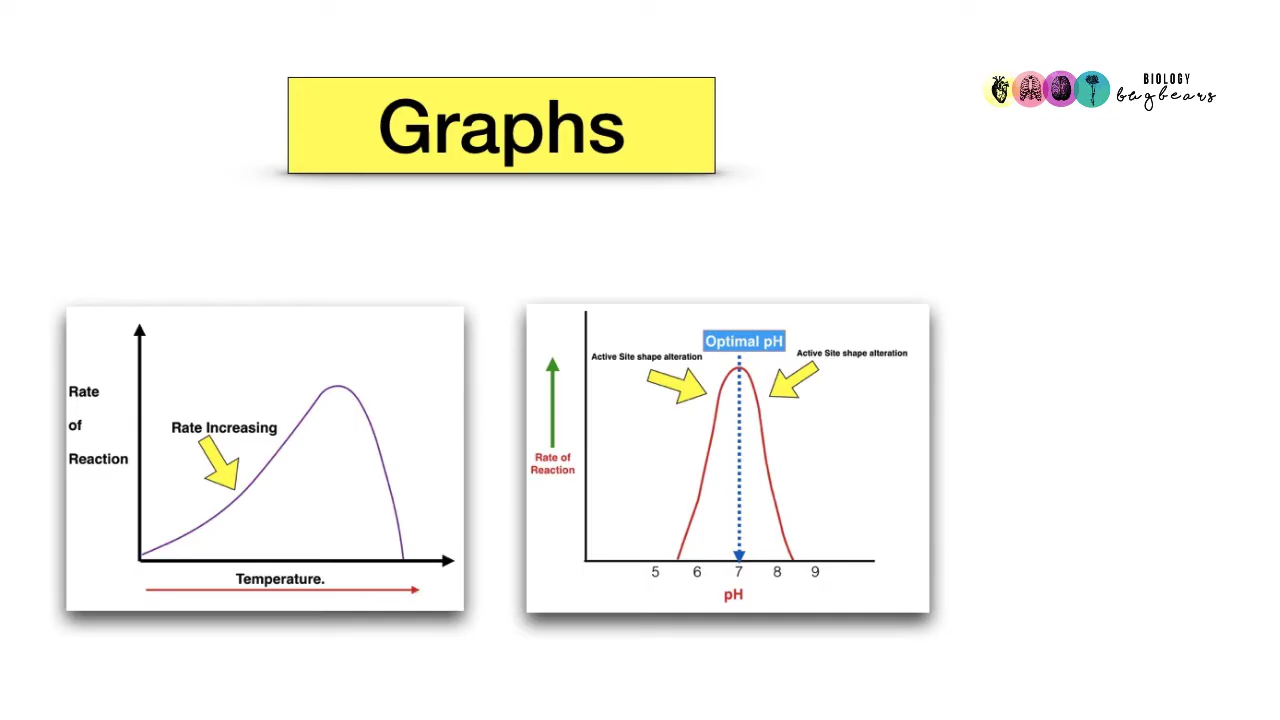 Graphs
BIOLOGY
bugbears
Rate
of
Reaction
Rate Increasing
Temperature.
Optimal pH
Active Site shape alteration
Active Site shape alteration
Rate of
Reaction
5 6 7 8 9
pH